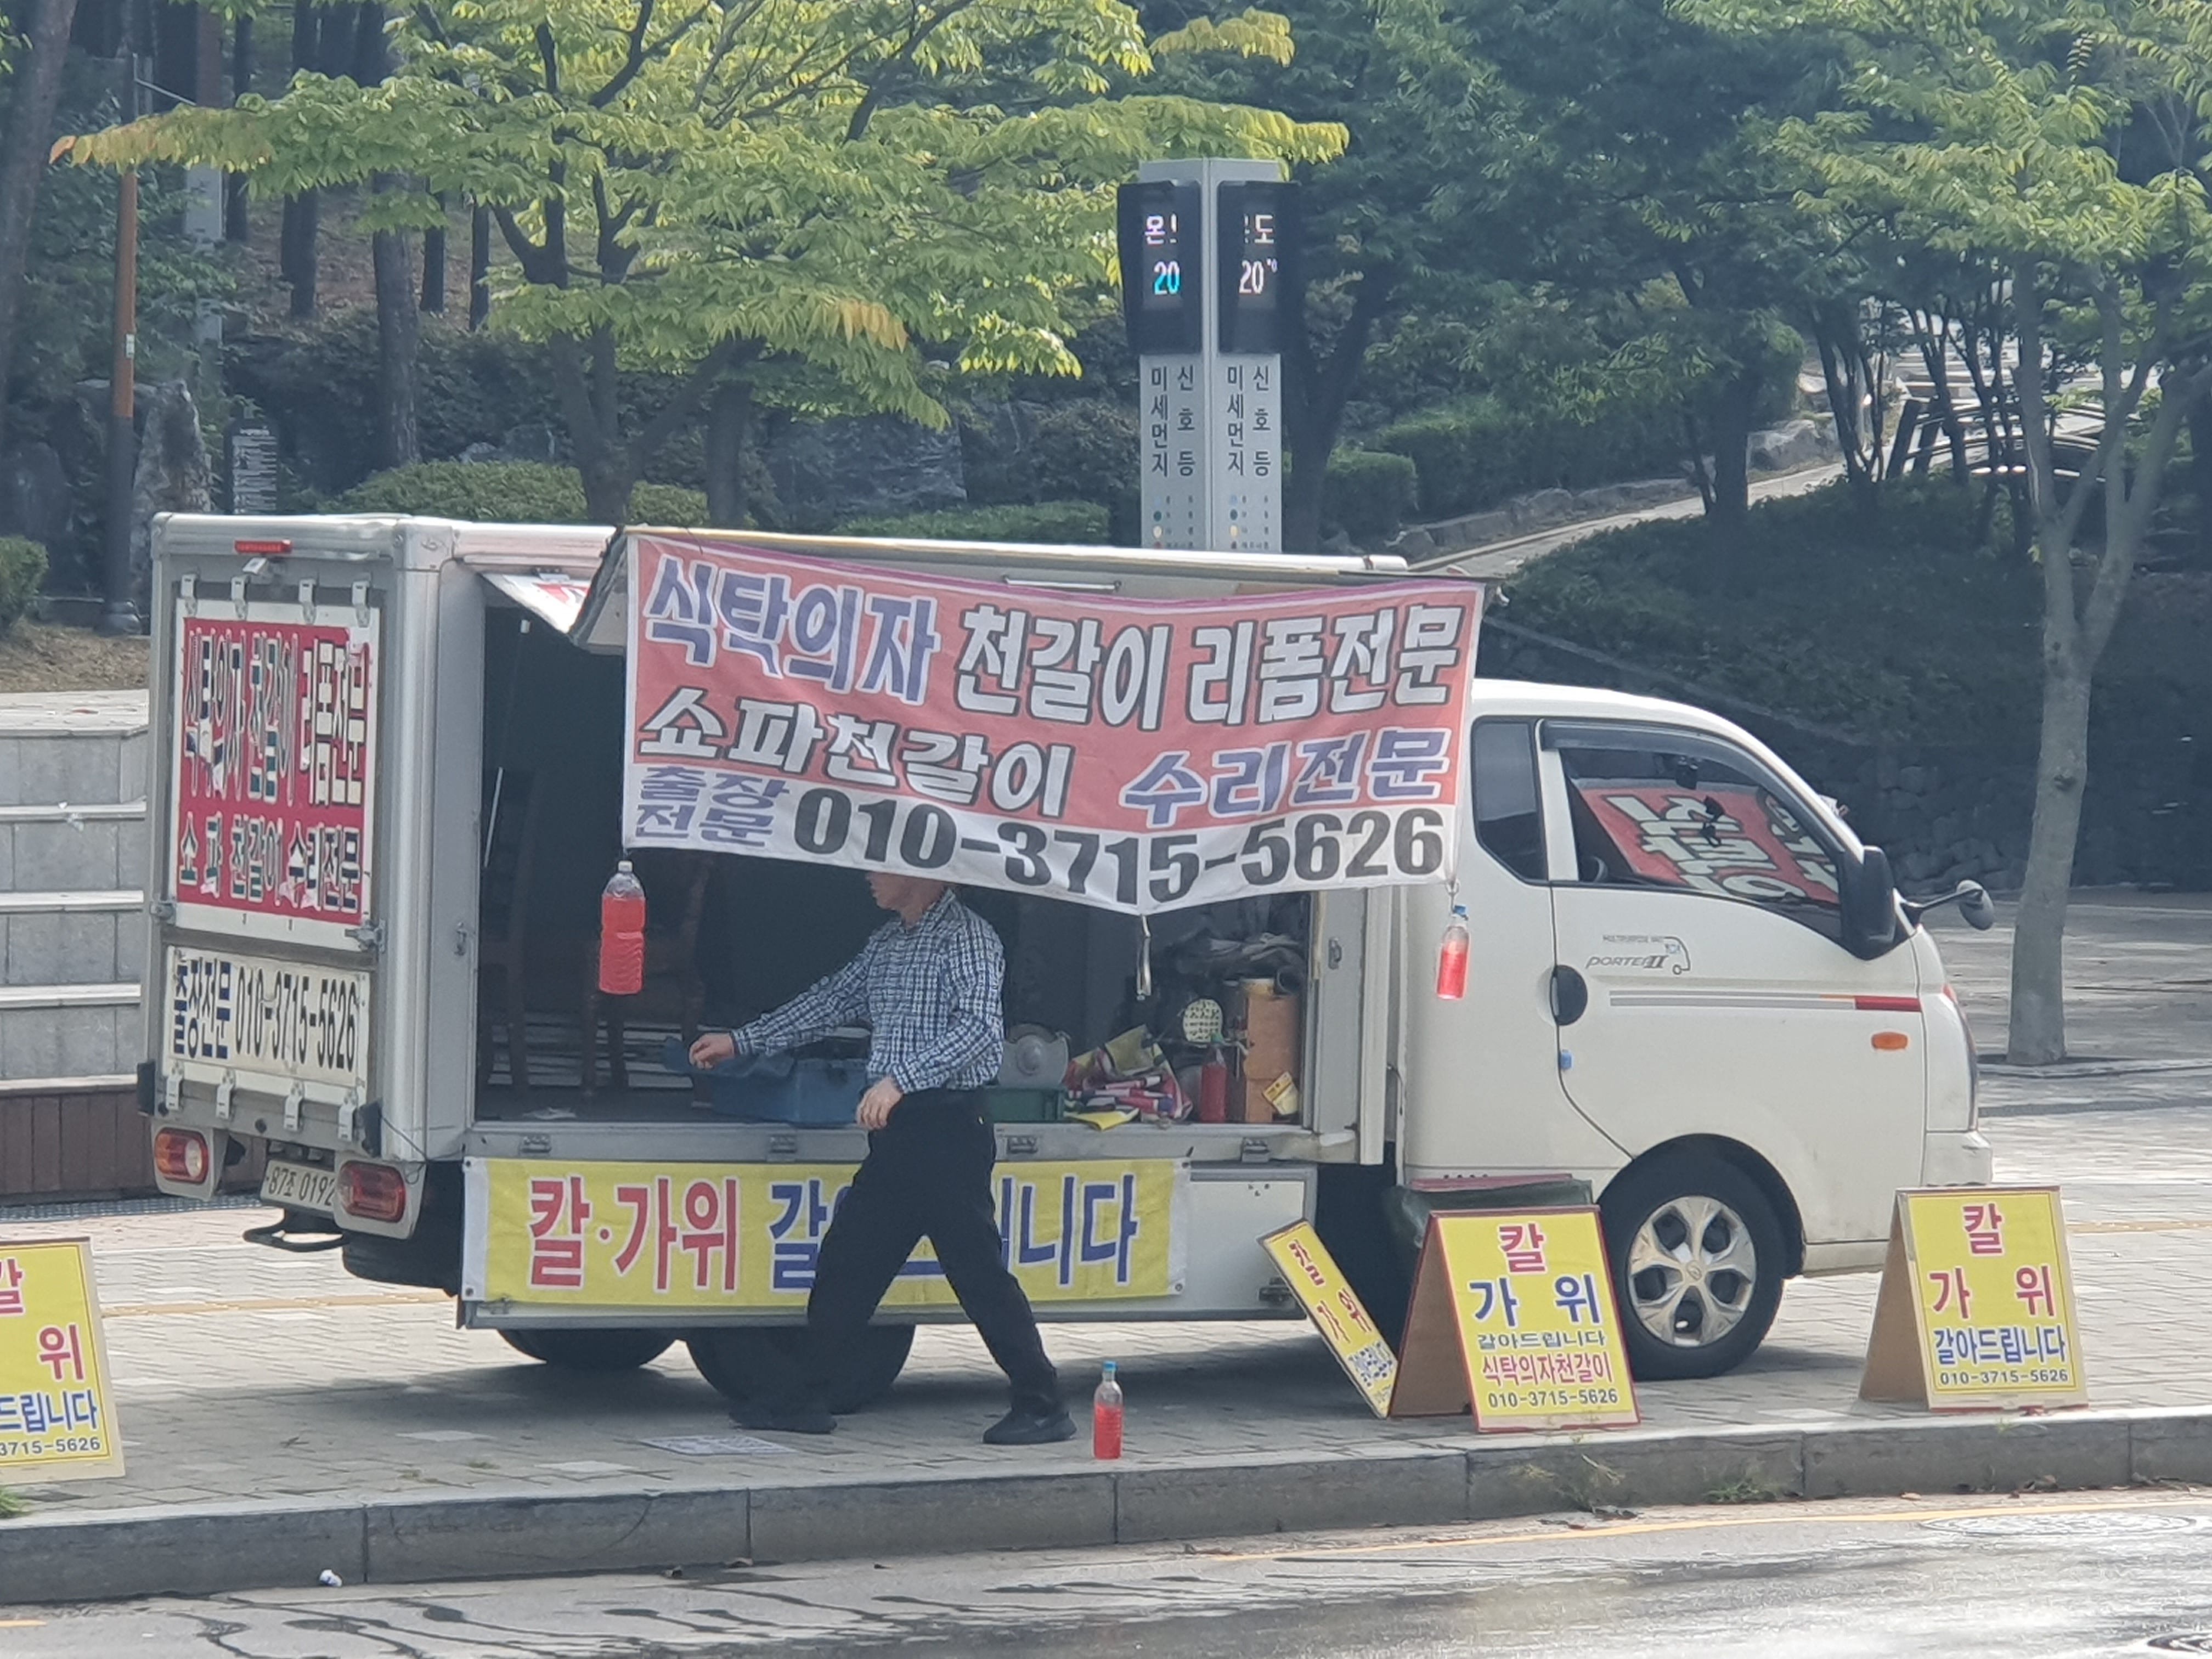 온
20
도
20°
미세먼지
신호등
미세먼지
신호등
식탁의자 천갈이 리폼전문
쇼파천갈이 수리전문
출장
전문 010-3715-5626
식탁의자 천갈이 리폼전문
쇼파 천갈이 수리전문
출장전문 010-3715-5626
PORTER II
87조 0192
칼·가위 갈 니다
위
드립니다
3715-5626
칼
가 위
갈아드립니다
식탁의자천갈이
010-3715-5626
칼
가 위
갈아드립니다
010-3715-5626